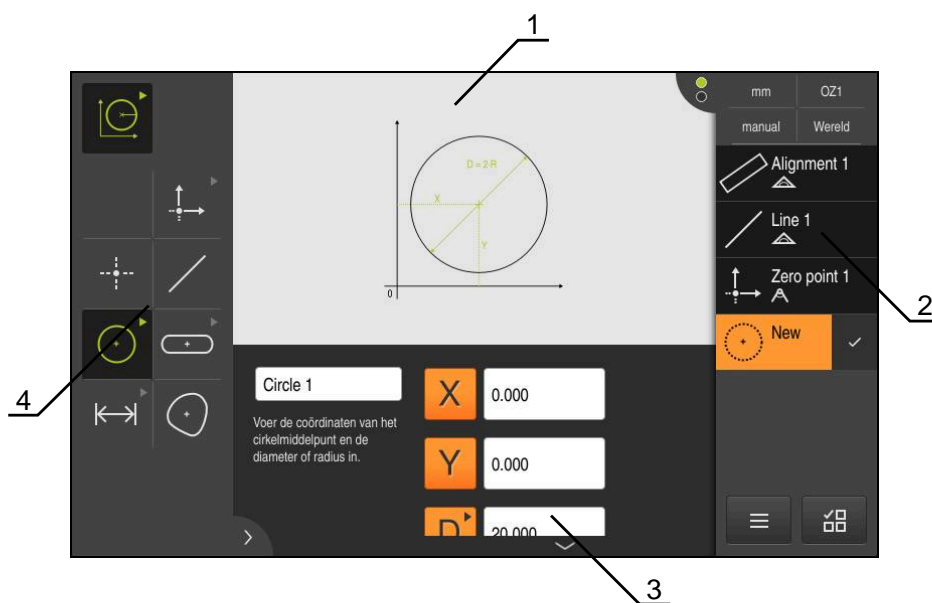 1
mm
OZ1
manual
Wereld
Alignment 1
D=2R
X
Line 1
Y
2
Zero point 1
0
New
4
Circle 1
X
0.000
Voer de coördinaten van het
cirkelmiddelpunt en de
diameter of radius in.
Y
0.000
D
20.000
3